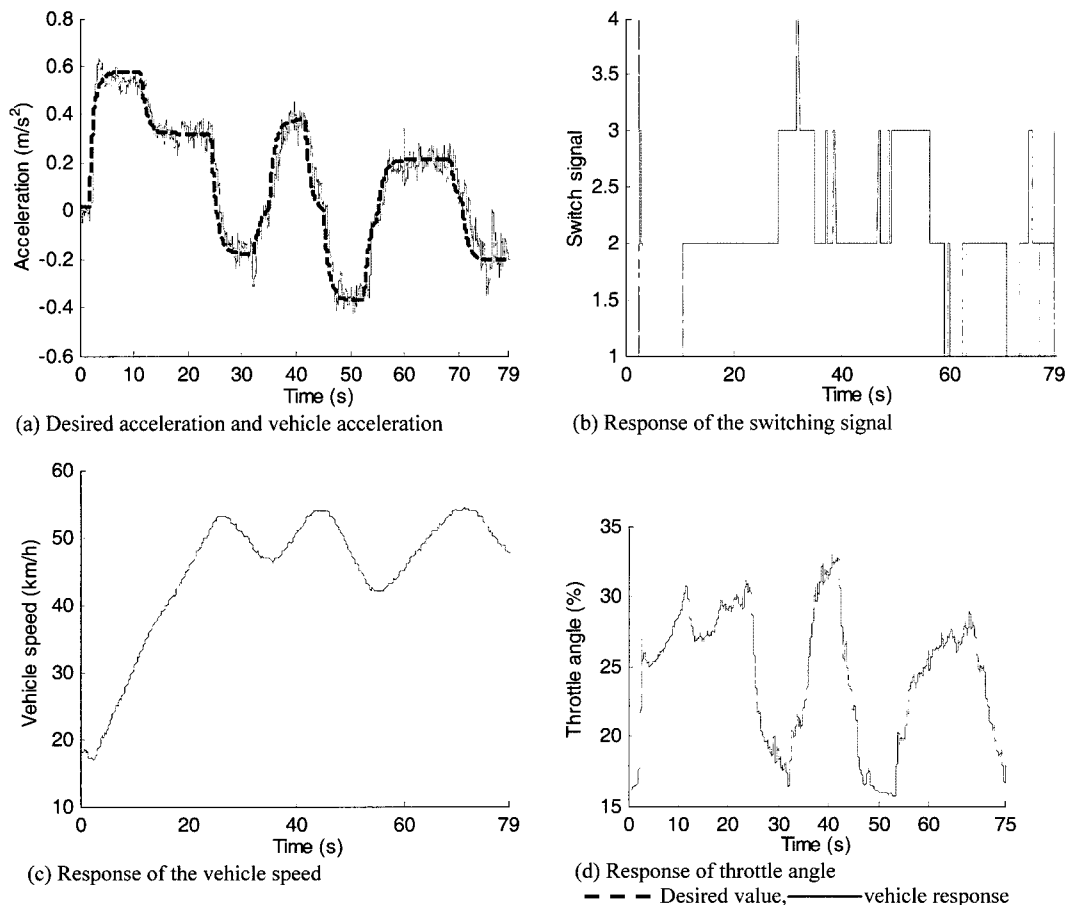 0.8
0.6
0.4
0.2
0
-0.2
-0.4
-0.6
Acceleration (m/s²)
0 10 20 30 40 50 60 70 79
Time (s)
(a) Desired acceleration and vehicle acceleration
4
3.5
3
2.5
2
1.5
1
Switch signal
0 20 40 60 79
Time (s)
(b) Response of the switching signal
60
50
40
30
20
10
Vehicle speed (km/h)
0 20 40 60 79
Time (s)
(c) Response of the vehicle speed
35
30
25
20
15
Throttle angle (%)
0 10 20 30 40 50 60 75
Time (s)
(d) Response of throttle angle
Desired value, vehicle response